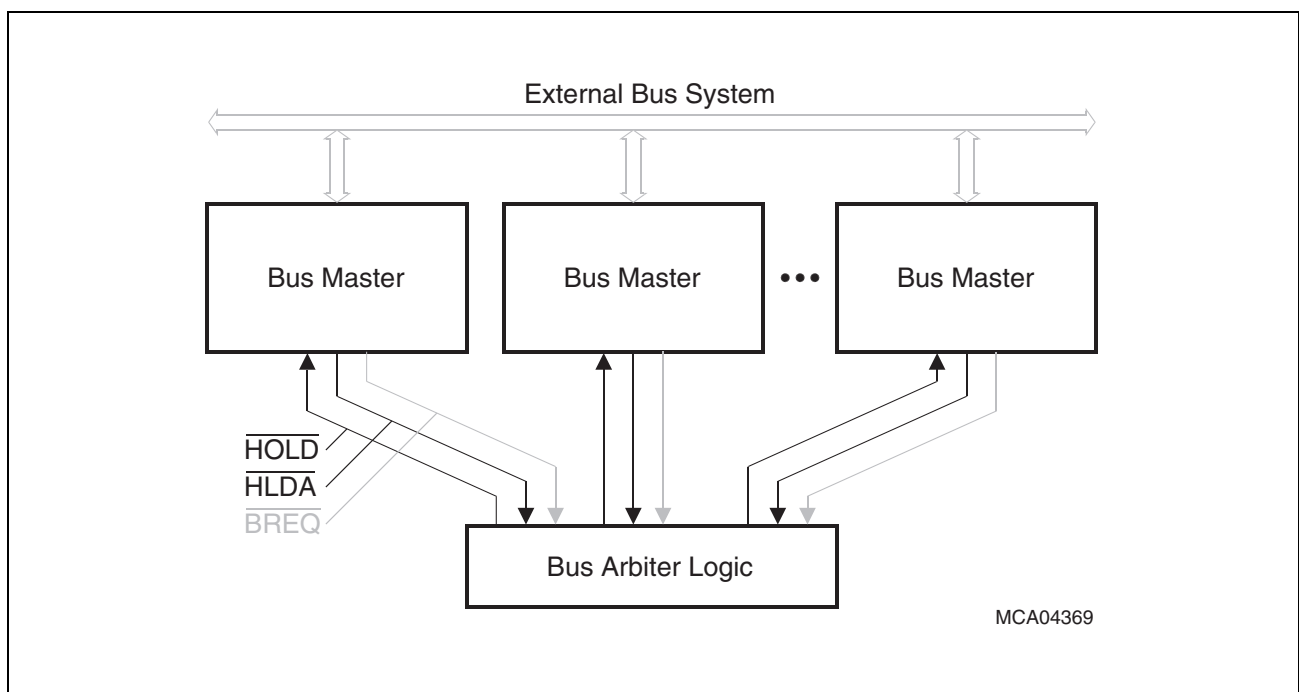 External Bus System
Bus Master
Bus Master
•••
Bus Master
HOLD
HLDA
BREQ
Bus Arbiter Logic
MCA04369